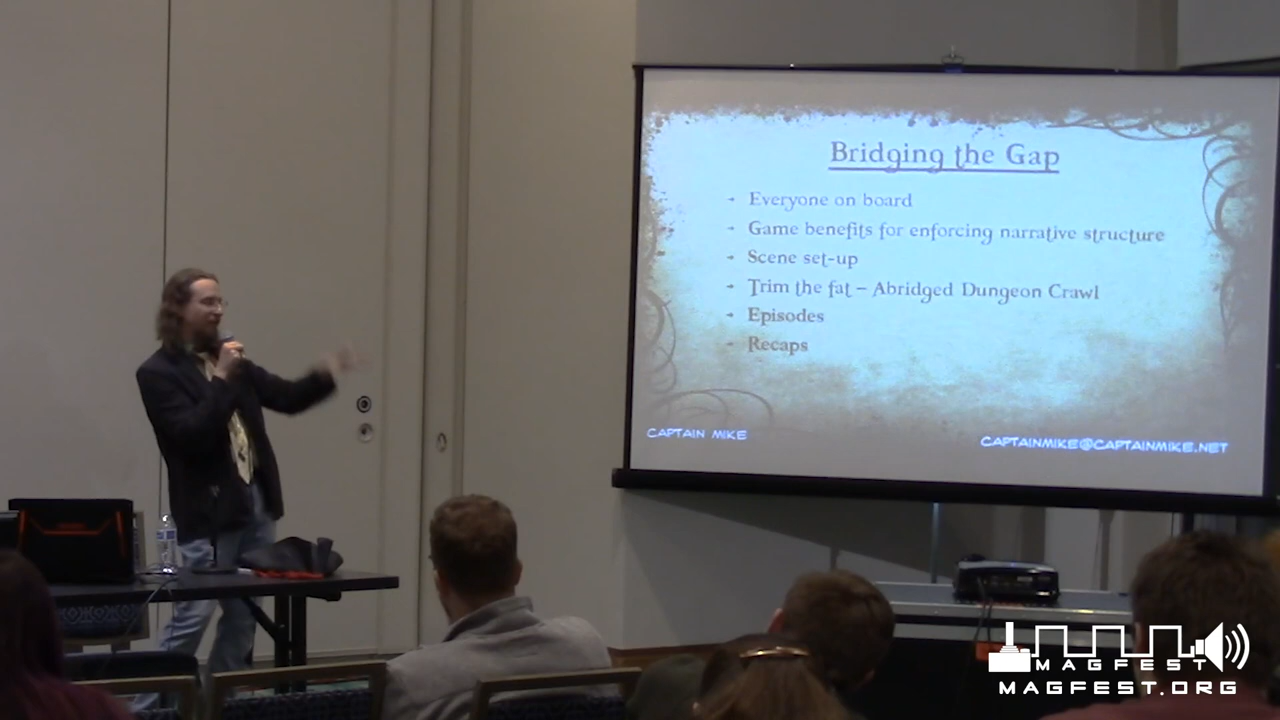 Bridging the Gap
- Everyone on board
- Game benefits for enforcing narrative structure
- Scene set-up
- Trim the fat – Abridged Dungeon Crawl
- Episodes
- Recaps
CAPTAIN MIKE
CAPTAINMIKE@CAPTAINMIKE.NET
MAGFEST
MAGFEST.ORG